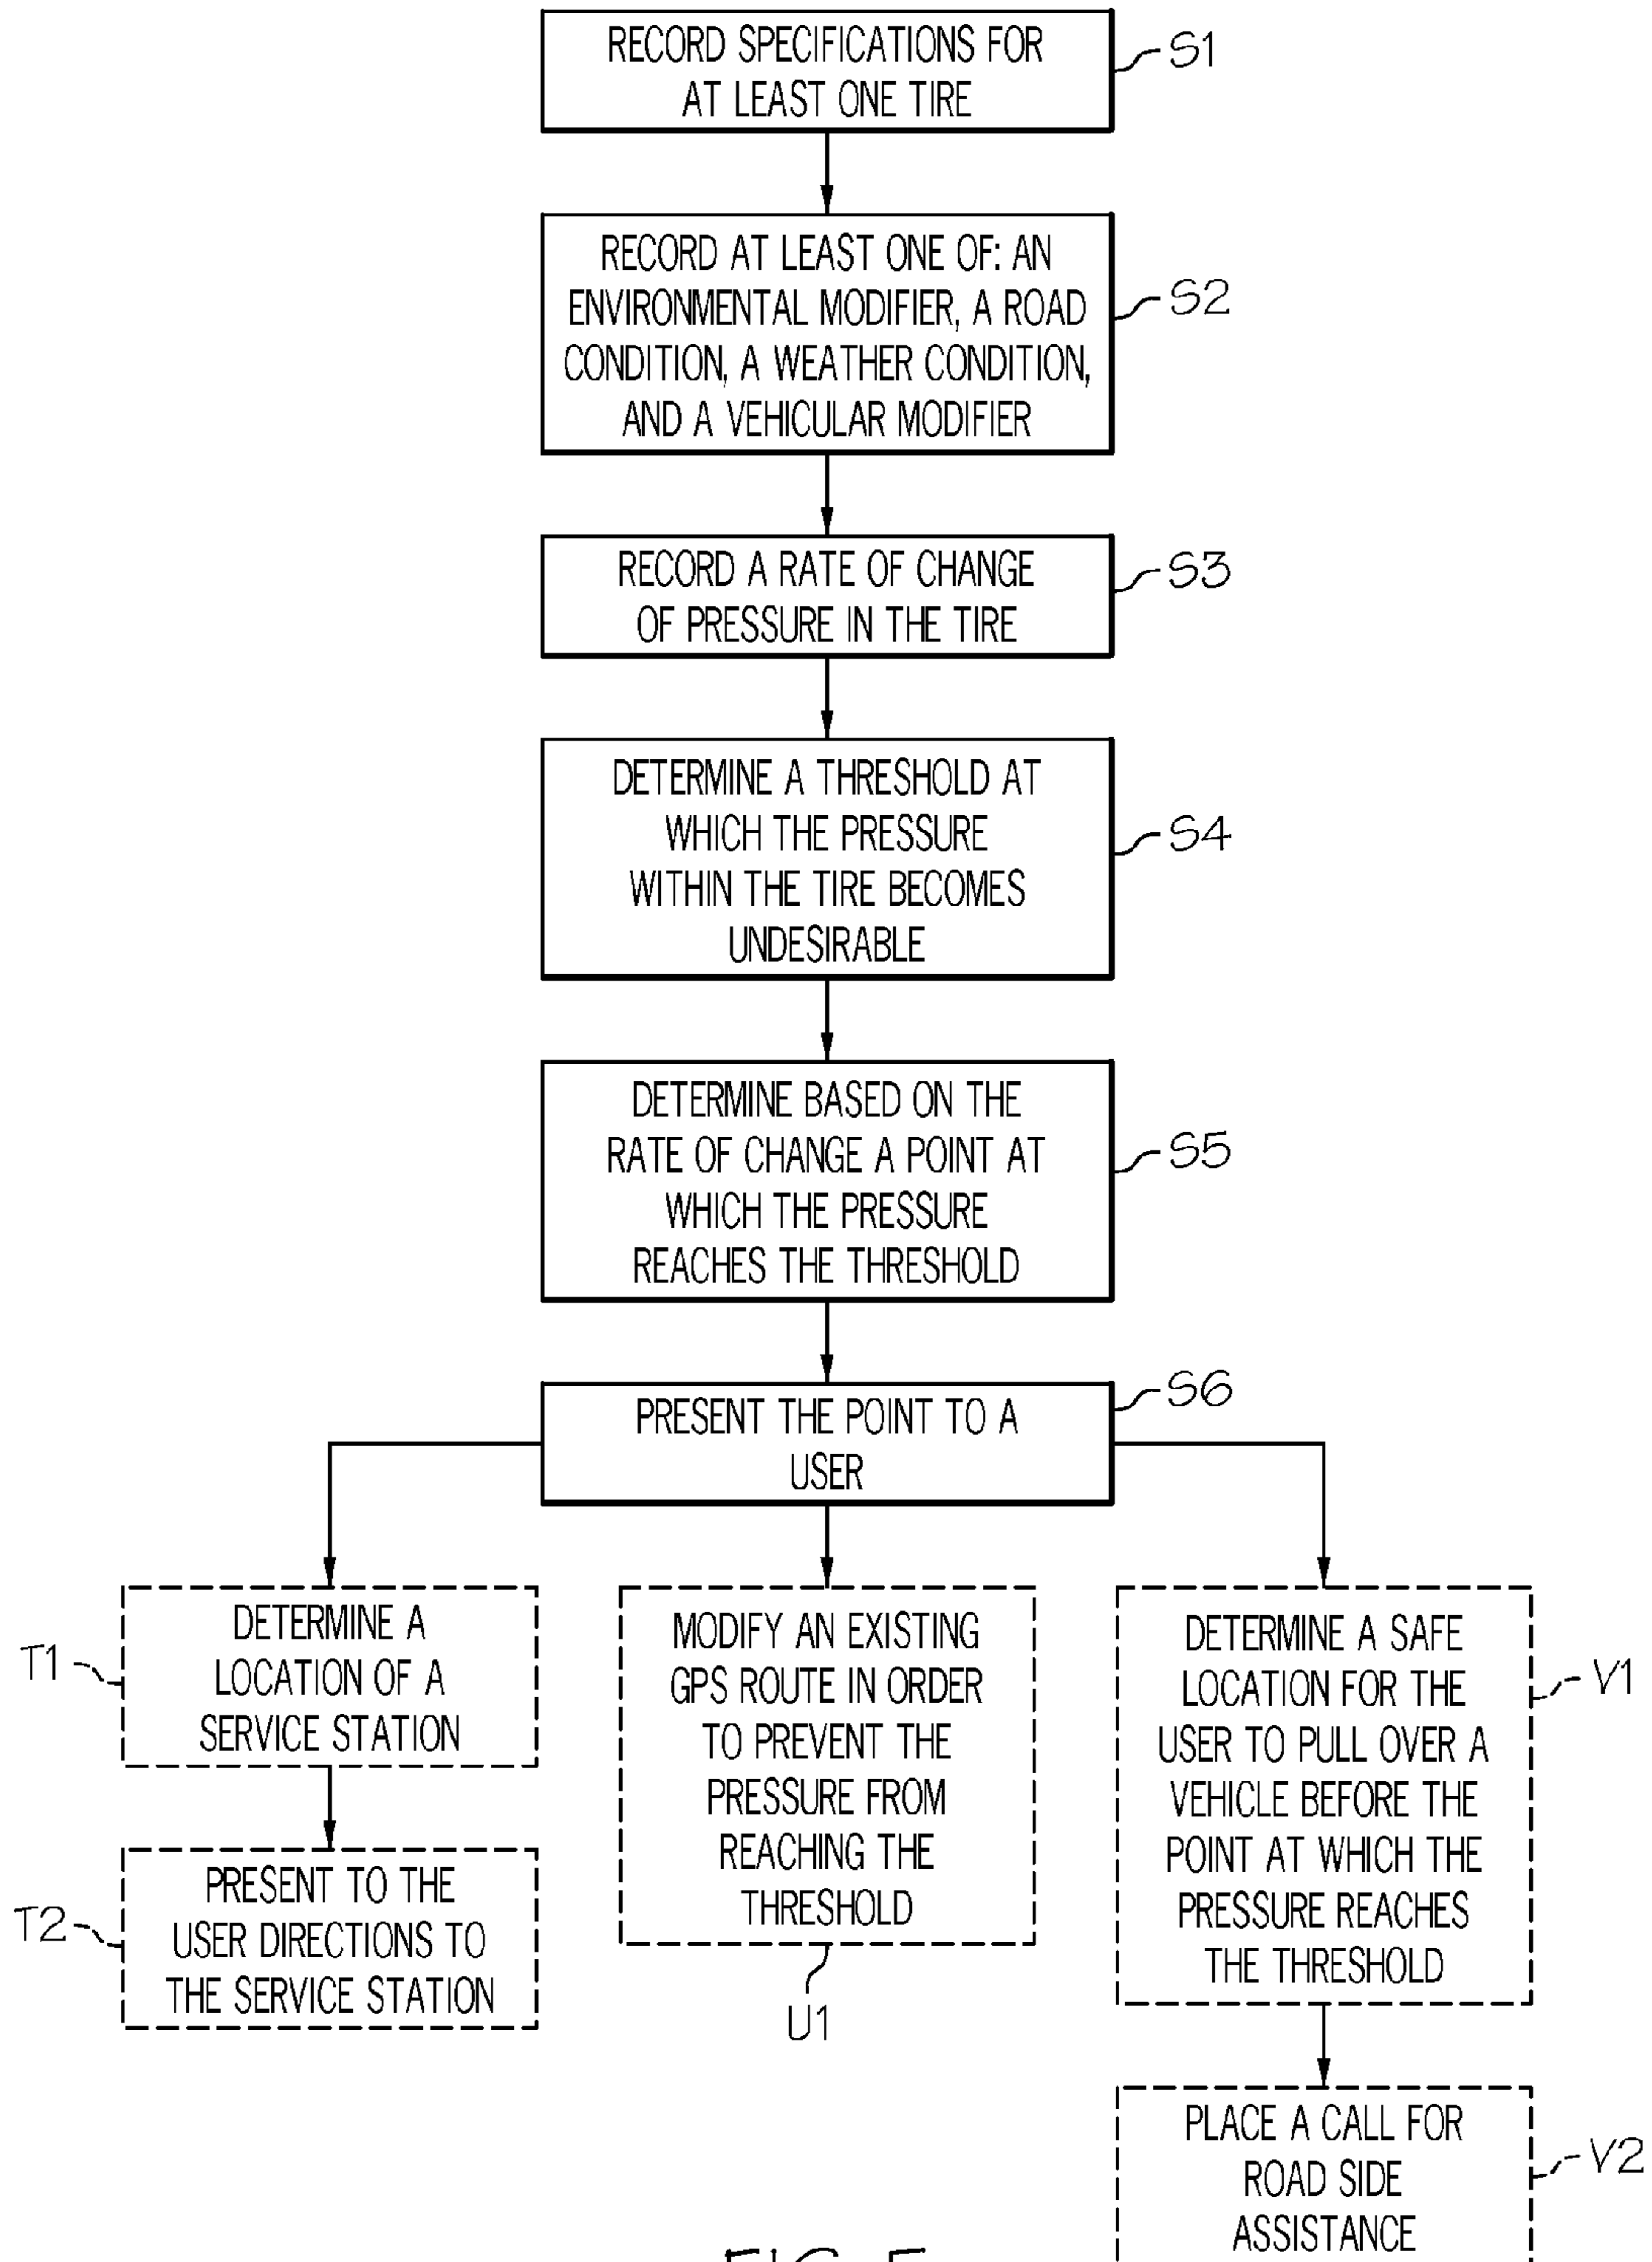 RECORD SPECIFICATIONS FOR
AT LEAST ONE TIRE
S1
RECORD AT LEAST ONE OF: AN
ENVIRONMENTAL MODIFIER, A ROAD
CONDITION, A WEATHER CONDITION,
AND A VEHICULAR MODIFIER
S2
RECORD A RATE OF CHANGE
OF PRESSURE IN THE TIRE
S3
DETERMINE A THRESHOLD AT
WHICH THE PRESSURE
WITHIN THE TIRE BECOMES
UNDESIRABLE
S4
DETERMINE BASED ON THE
RATE OF CHANGE A POINT AT
WHICH THE PRESSURE
REACHES THE THRESHOLD
S5
PRESENT THE POINT TO A
USER
S6
DETERMINE A
LOCATION OF A
SERVICE STATION
T1
PRESENT TO THE
USER DIRECTIONS TO
THE SERVICE STATION
T2
MODIFY AN EXISTING
GPS ROUTE IN ORDER
TO PREVENT THE
PRESSURE FROM
REACHING THE
THRESHOLD
U1
DETERMINE A SAFE
LOCATION FOR THE
USER TO PULL OVER A
VEHICLE BEFORE THE
POINT AT WHICH THE
PRESSURE REACHES
THE THRESHOLD
V1
PLACE A CALL FOR
ROAD SIDE
ASSISTANCE
V2